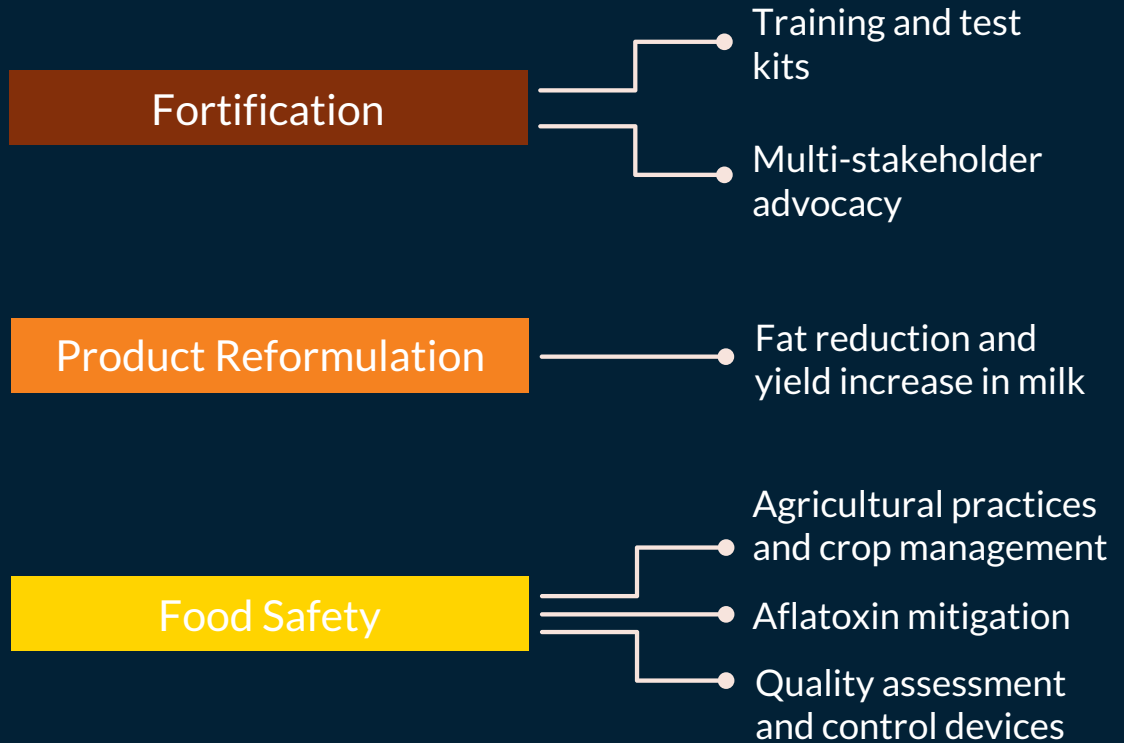 Fortification
Training and test
kits
Multi-stakeholder
advocacy
Product Reformulation
Fat reduction and
yield increase in milk
Food Safety
Agricultural practices
and crop management
Aflatoxin mitigation
Quality assessment
and control devices